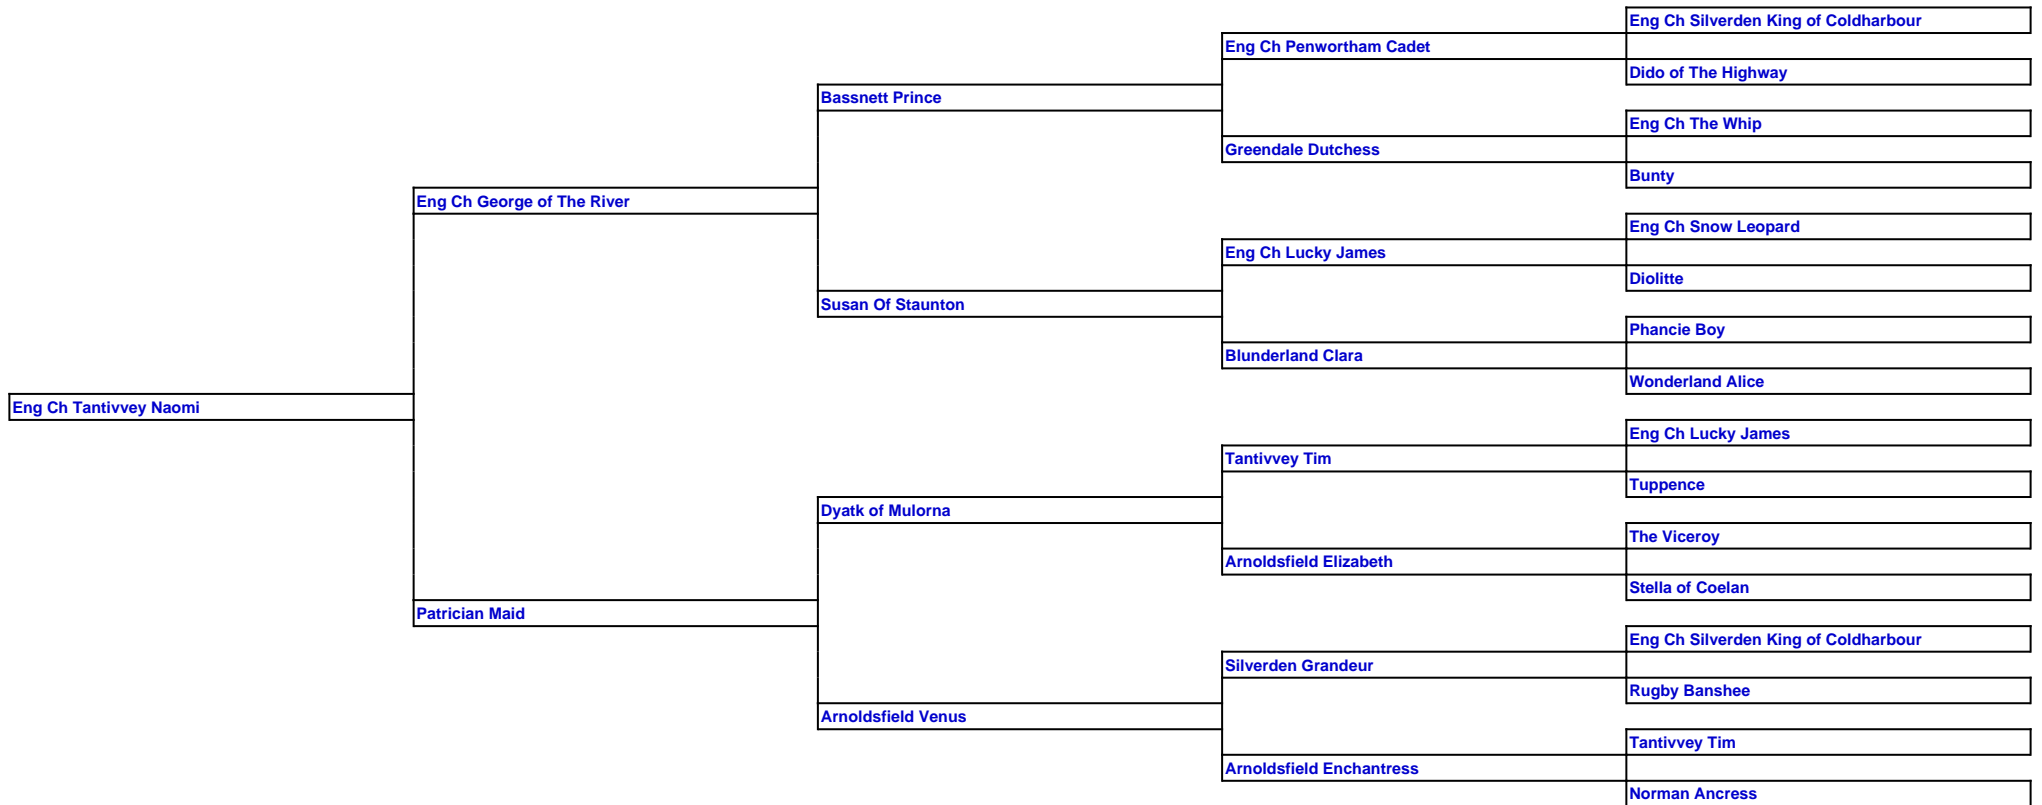 Eng Ch Silverden King of Coldharbour
Eng Ch Penwortham Cadet
Dido of The Highway
Bassnett Prince
Eng Ch The Whip
Greendale Dutchess
Bunty
Eng Ch George of The River
Eng Ch Snow Leopard
Eng Ch Lucky James
Diolitte
Susan Of Staunton
Phancie Boy
Blunderland Clara
Wonderland Alice
Eng Ch Tantivvey Naomi
Eng Ch Lucky James
Tantivvey Tim
Tuppence
Dyatk of Mulorna
The Viceroy
Arnoldsfield Elizabeth
Stella of Coelan
Patrician Maid
Eng Ch Silverden King of Coldharbour
Silverden Grandeur
Rugby Banshee
Arnoldsfield Venus
Tantivvey Tim
Arnoldsfield Enchantress
Norman Ancress